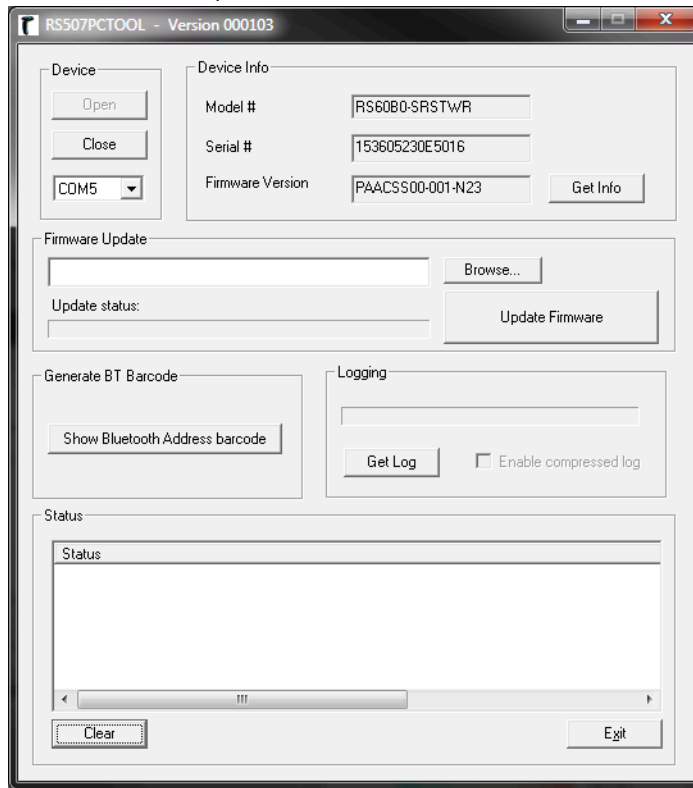 RS507PCTOOL - Version 000103
Device
Open
Close
COM5
Device Info
Model #
RS60B0-SRSTWR
Serial #
153605230E5016
Firmware Version
PAACSS00-001-N23
Get Info
Firmware Update
Browse...
Update status:
Update Firmware
Generate BT Barcode
Show Bluetooth Address barcode
Logging
Get Log
Enable compressed log
Status
Status
Clear
Exit